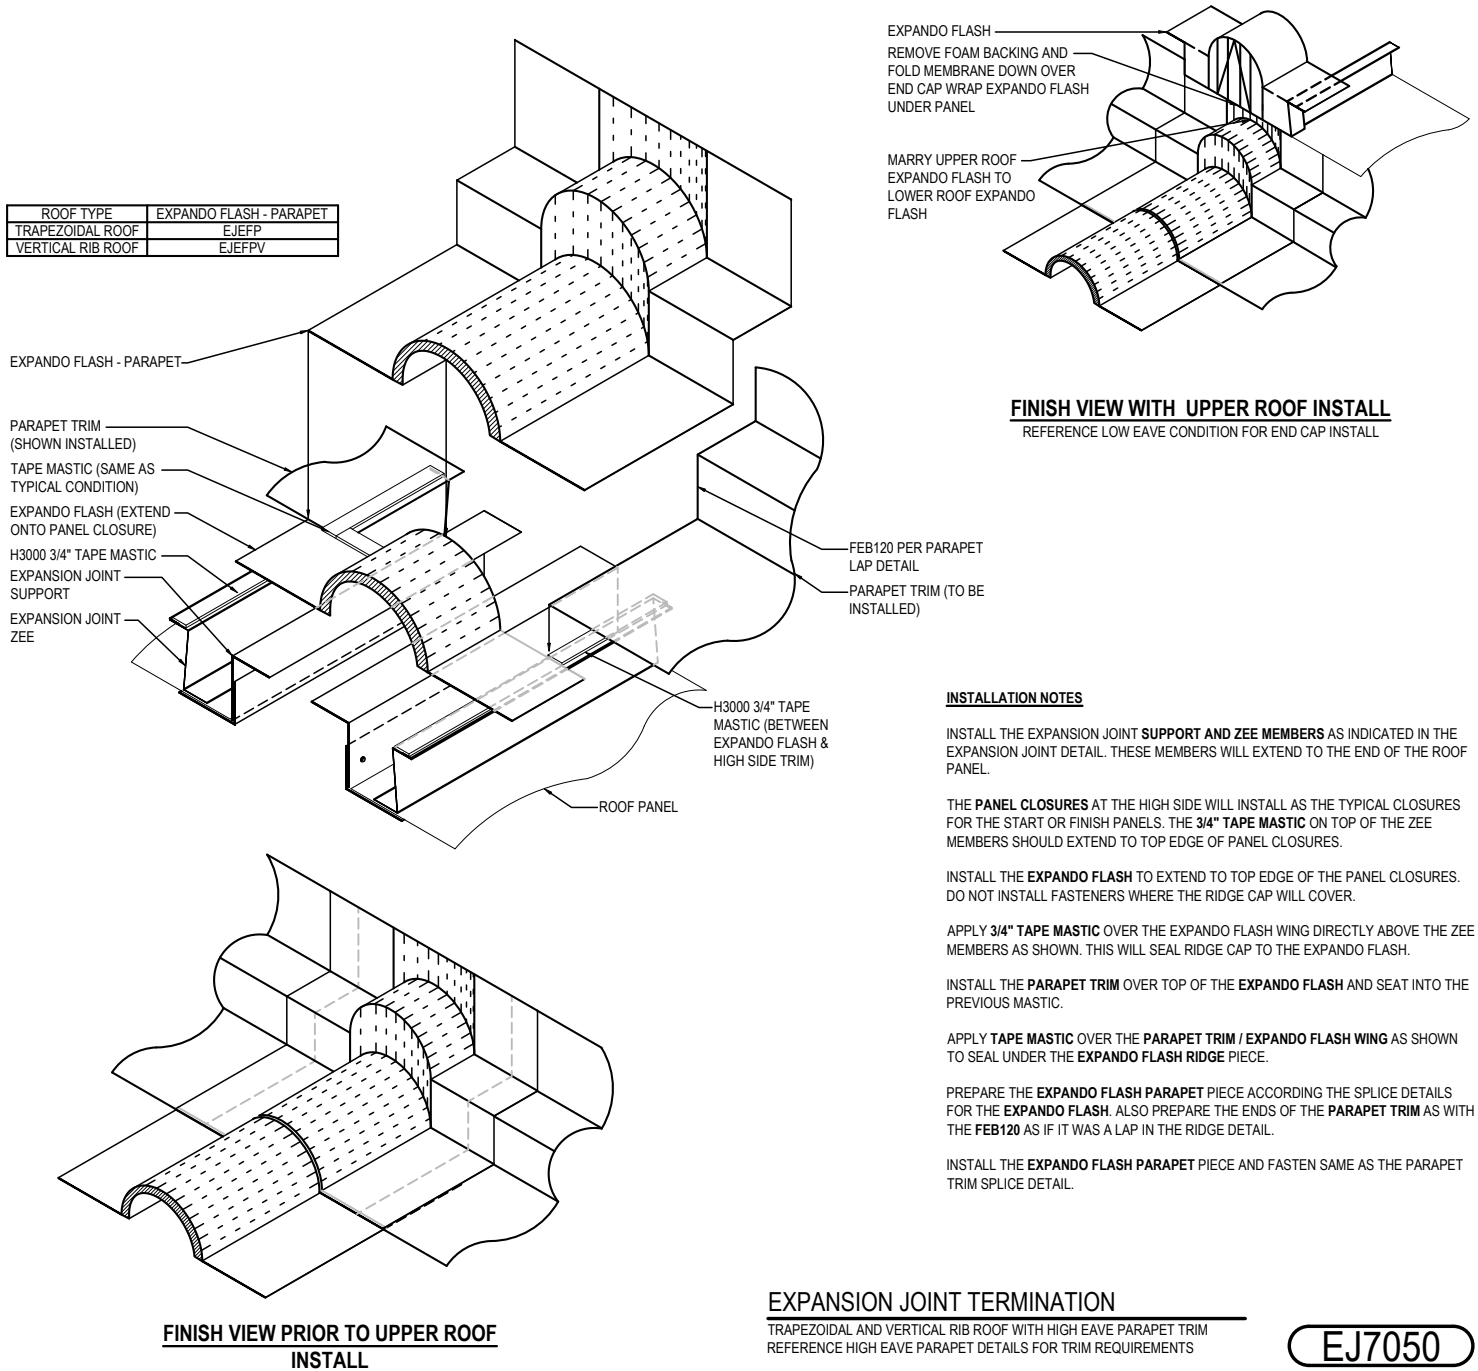 ROOF TYPE EXPANDO FLASH - PARAPET
TRAPEZOIDAL ROOF EJEFP
VERTICAL RIB ROOF EJEFPV
EXPANDO FLASH - PARAPET
PARAPET TRIM
(SHOWN INSTALLED)
TAPE MASTIC (SAME AS
TYPICAL CONDITION)
EXPANDO FLASH (EXTEND
ONTO PANEL CLOSURE)
H3000 3/4" TAPE MASTIC
EXPANSION JOINT
SUPPORT
EXPANSION JOINT
ZEE
FEB120 PER PARAPET
LAP DETAIL
PARAPET TRIM (TO BE
INSTALLED)
H3000 3/4" TAPE
MASTIC (BETWEEN
EXPANDO FLASH &
HIGH SIDE TRIM)
ROOF PANEL
EXPANDO FLASH
REMOVE FOAM BACKING AND
FOLD MEMBRANE DOWN OVER
END CAP WRAP EXPANDO FLASH
UNDER PANEL
MARRY UPPER ROOF
EXPANDO FLASH TO
LOWER ROOF EXPANDO
FLASH
FINISH VIEW WITH UPPER ROOF INSTALL
REFERENCE LOW EAVE CONDITION FOR END CAP INSTALL
INSTALLATION NOTES
INSTALL THE EXPANSION JOINT SUPPORT AND ZEE MEMBERS AS INDICATED IN THE
EXPANSION JOINT DETAIL. THESE MEMBERS WILL EXTEND TO THE END OF THE ROOF
PANEL.
THE PANEL CLOSURES AT THE HIGH SIDE WILL INSTALL AS THE TYPICAL CLOSURES
FOR THE START OR FINISH PANELS. THE 3/4" TAPE MASTIC ON TOP OF THE ZEE
MEMBERS SHOULD EXTEND TO TOP EDGE OF PANEL CLOSURES.
INSTALL THE EXPANDO FLASH TO EXTEND TO TOP EDGE OF THE PANEL CLOSURES.
DO NOT INSTALL FASTENERS WHERE THE RIDGE CAP WILL COVER.
APPLY 3/4" TAPE MASTIC OVER THE EXPANDO FLASH WING DIRECTLY ABOVE THE ZEE
MEMBERS AS SHOWN. THIS WILL SEAL RIDGE CAP TO THE EXPANDO FLASH.
INSTALL THE PARAPET TRIM OVER TOP OF THE EXPANDO FLASH AND SEAT INTO THE
PREVIOUS MASTIC.
APPLY TAPE MASTIC OVER THE PARAPET TRIM / EXPANDO FLASH WING AS SHOWN
TO SEAL UNDER THE EXPANDO FLASH RIDGE PIECE.
PREPARE THE EXPANDO FLASH PARAPET PIECE ACCORDING THE SPLICE DETAILS
FOR THE EXPANDO FLASH. ALSO PREPARE THE ENDS OF THE PARAPET TRIM AS WITH
THE FEB120 AS IF IT WAS A LAP IN THE RIDGE DETAIL.
INSTALL THE EXPANDO FLASH PARAPET PIECE AND FASTEN SAME AS THE PARAPET
TRIM SPLICE DETAIL.
FINISH VIEW PRIOR TO UPPER ROOF
INSTALL
EXPANSION JOINT TERMINATION
TRAPEZOIDAL AND VERTICAL RIB ROOF WITH HIGH EAVE PARAPET TRIM
REFERENCE HIGH EAVE PARAPET DETAILS FOR TRIM REQUIREMENTS
EJ7050